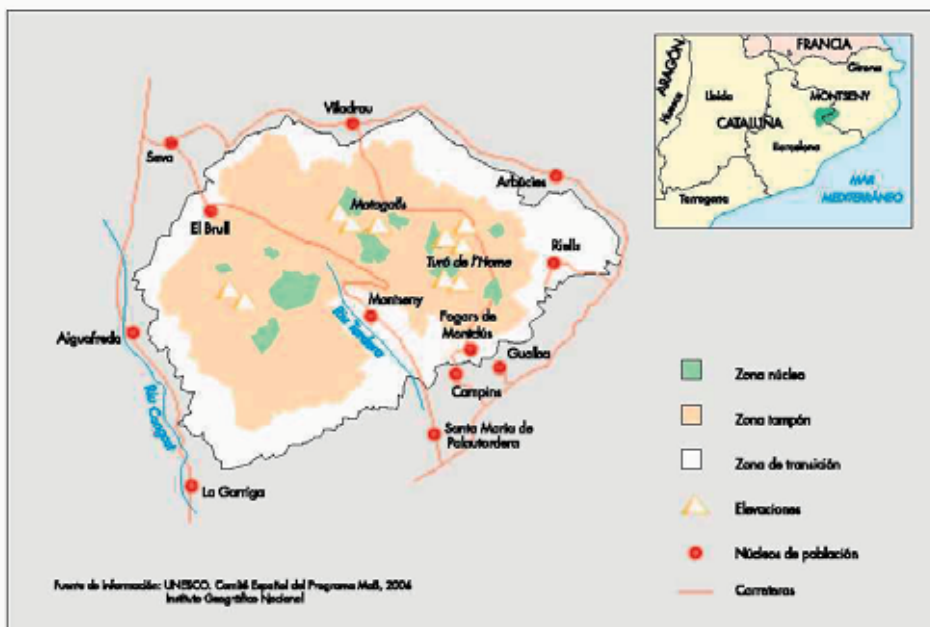 Viladrau
Seva
Arbúcies
Matagalls
El Brull
Riells
Turó de l'Home
Montseny
Fogars de
Montclús
Río Tordera
Aiguafreda
Gualba
Campins
Santa Maria de
Palautordera
Río Congost
La Garriga
FRANCIA
ARAGÓN
Huesca
Girona
Lleida
MONTSENY
CATALUÑA
Barcelona
Tarragona
MAR
MEDITERRÁNEO
Zona núcleo
Zona tampón
Zona de transición
Elevaciones
Núcleos de población
Carreteras
Fuente de información: UNESCO. Comité Español del Programa MaB, 2006
Instituto Geográfico Nacional